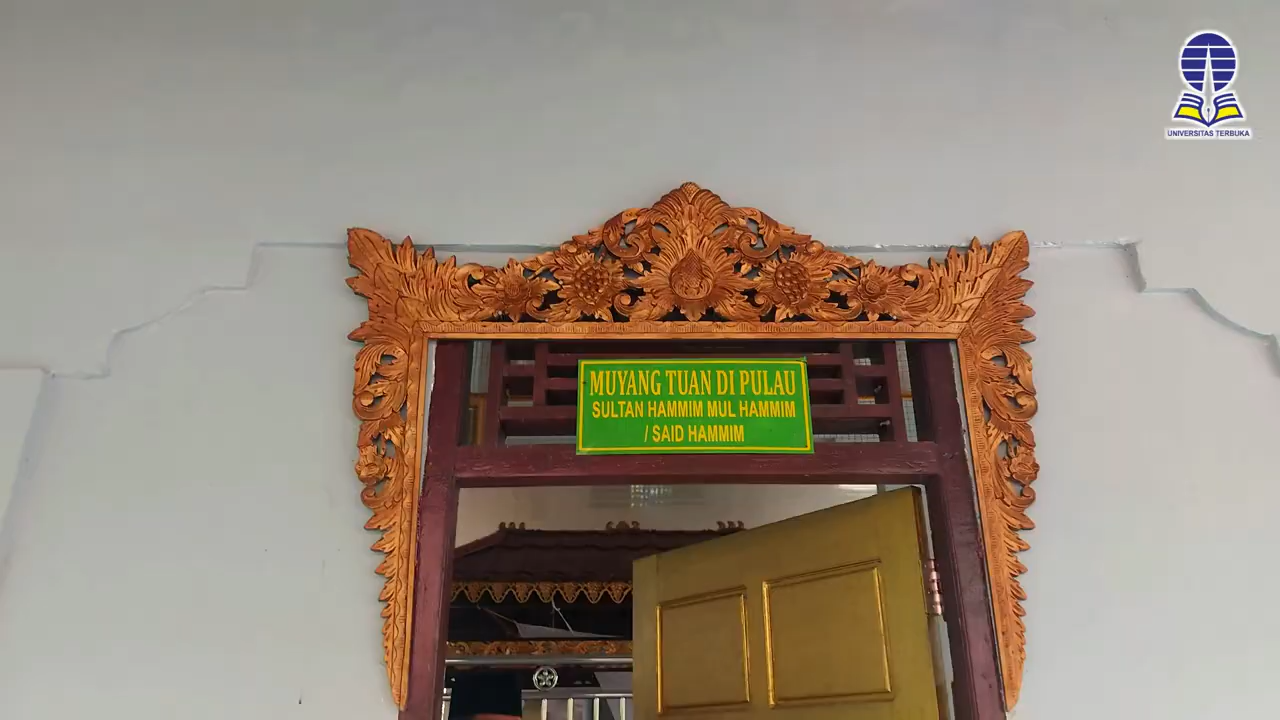 UNIVERSITAS TERBUKA
MUYANG TUAN DI PULAU
SULTAN HAMMIM MUL HAMMIM
/ SAID HAMMIM